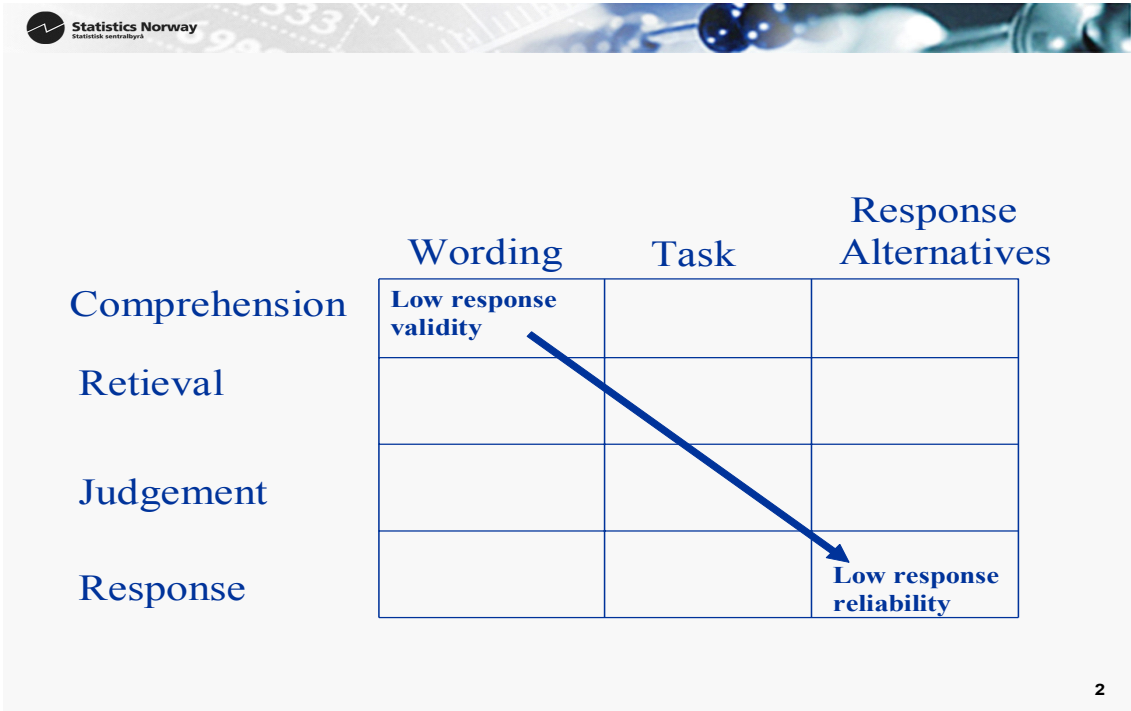 Statistics Norway
Statistisk sentralbyrå
Response
Wording Task Alternatives
Comprehension
Low response
validity
Retieval
Judgement
Response
Low response
reliability
2